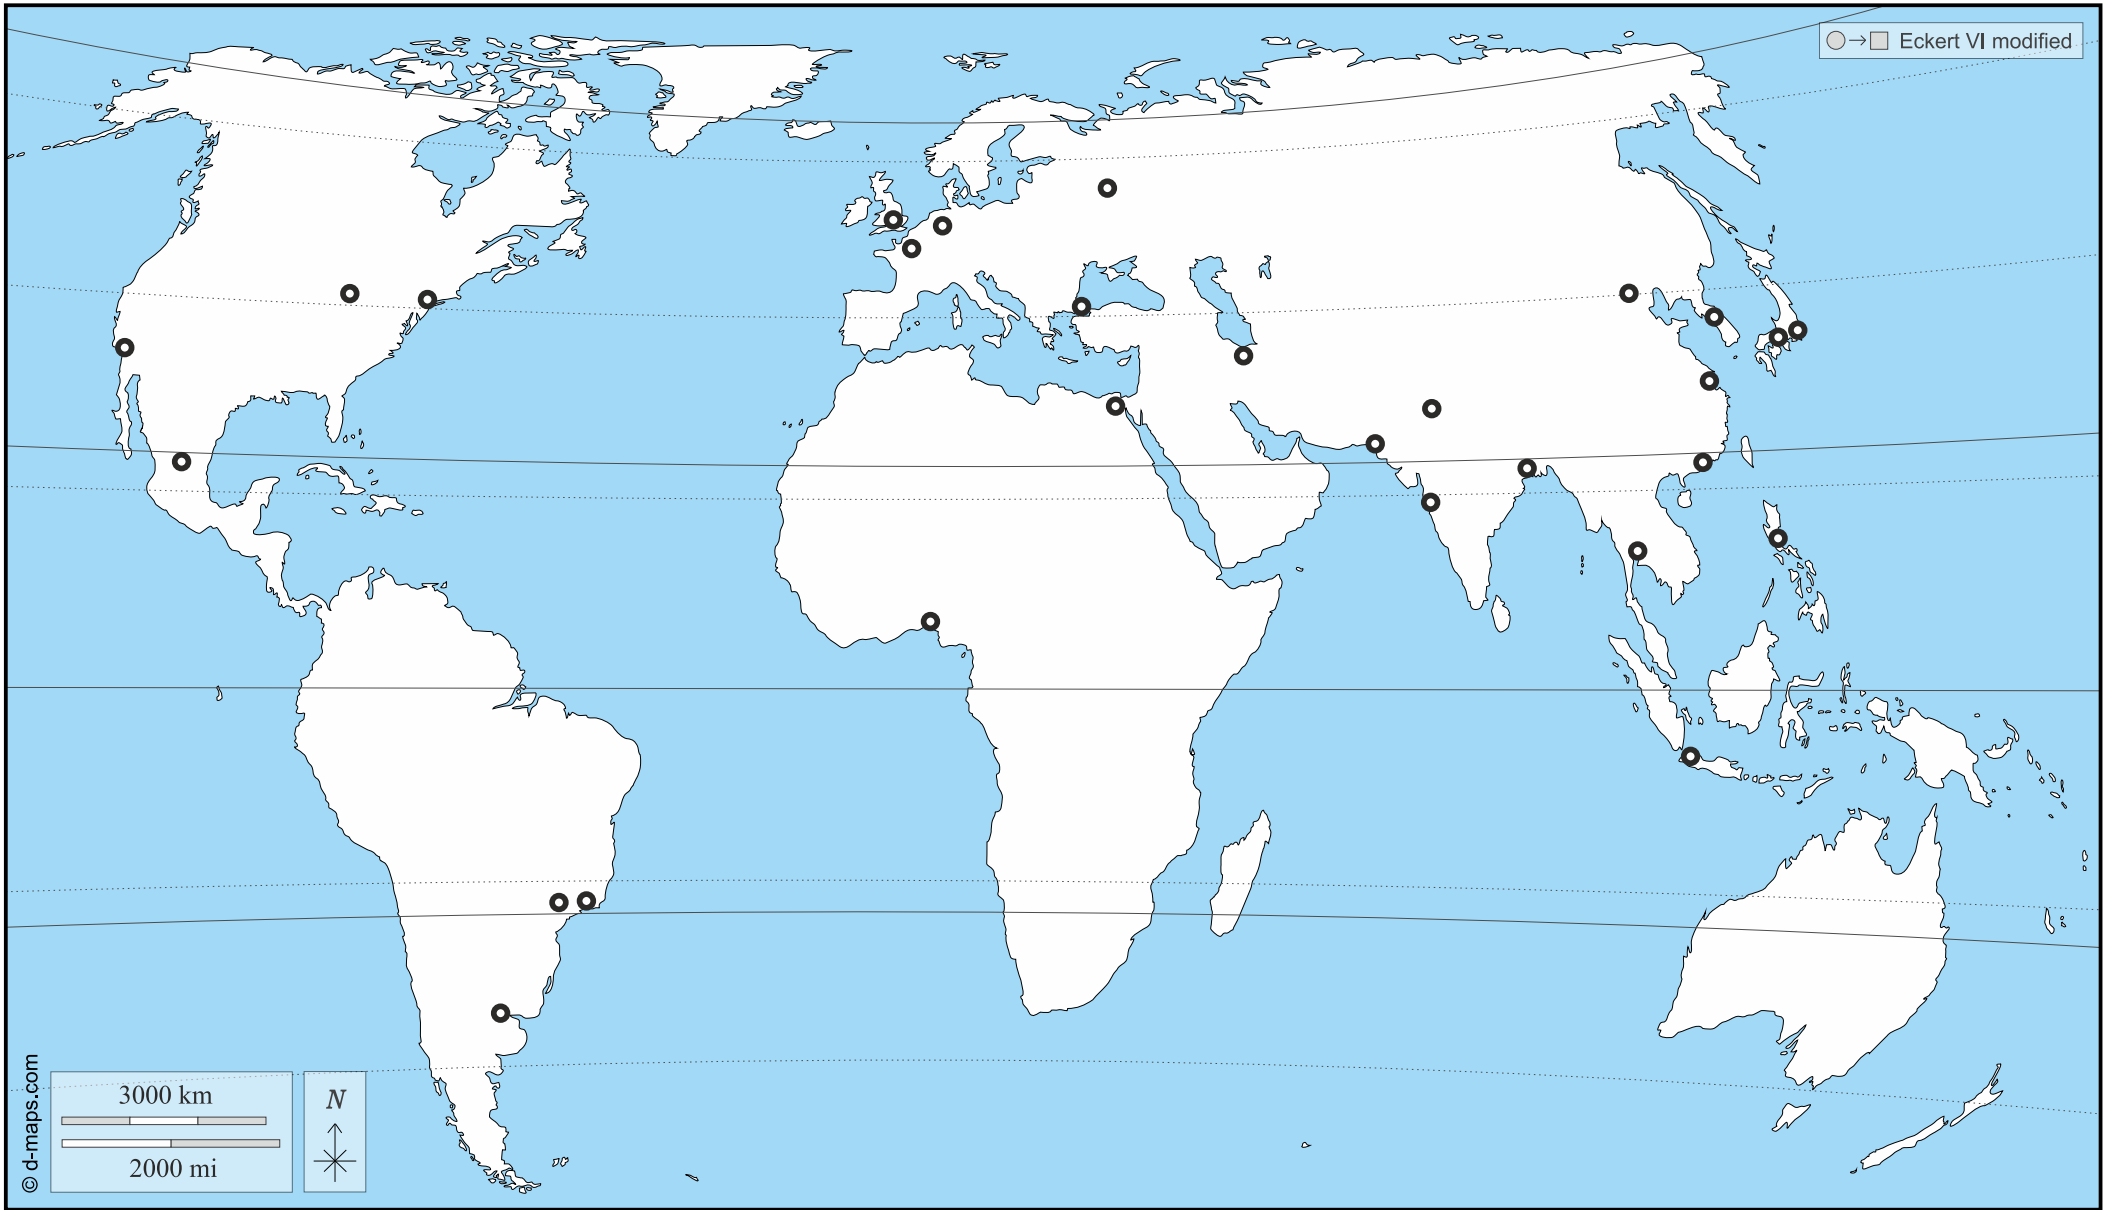 ○→□ Eckert VI modified
3000 km
2000 mi
N
© d-maps.com